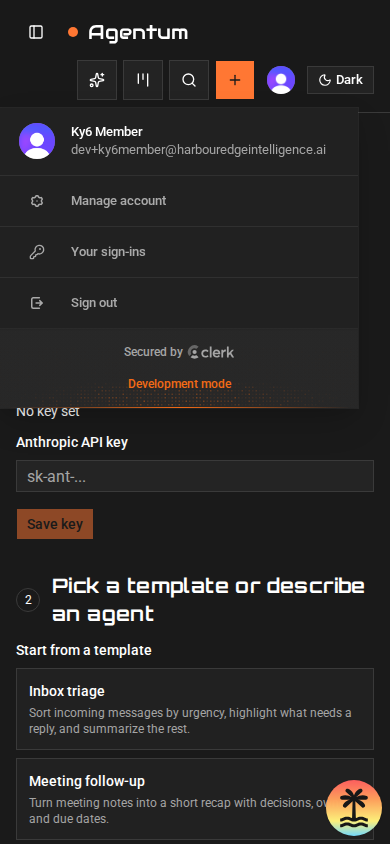 Agentum
Dark
Ky6 Member
dev+ky6member@harbouredgeintelligence.ai
Manage account
Your sign-ins
Sign out
Secured by clerk
Development mode
No key set
Anthropic API key
sk-ant-...
Save key
2
Pick a template or describe
an agent
Start from a template
Inbox triage
Sort incoming messages by urgency, highlight what needs a
reply, and summarize the rest.
Meeting follow-up
Turn meeting notes into a short recap with decisions,
and due dates.